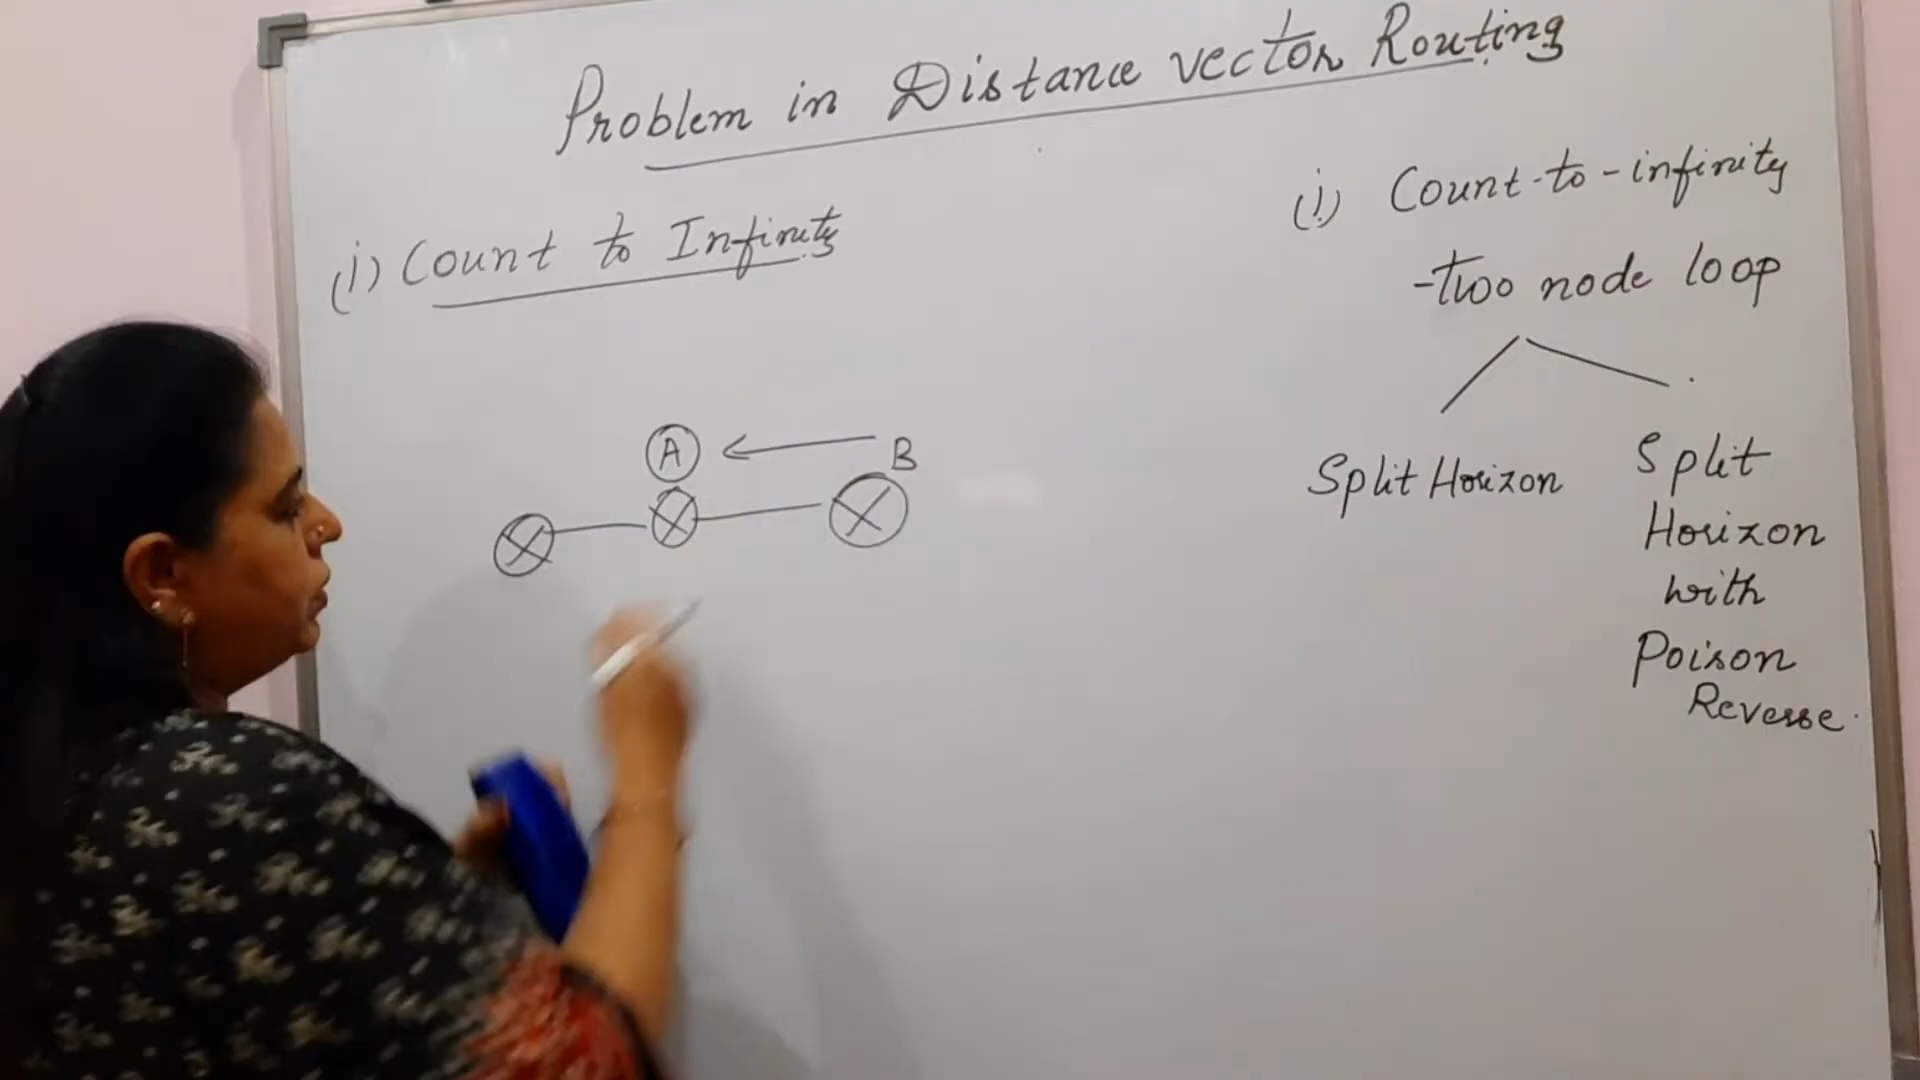 Problem in Distance vector Routing
(i) Count to Infinity
A
B
(i) Count-to-infinity
-two node loop
Split Horizon
Split
Horizon
with
Poison
Reverse